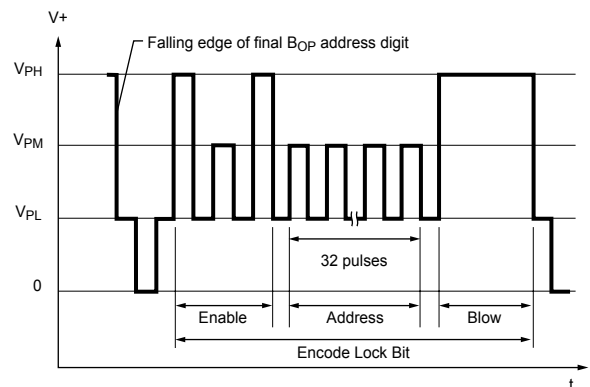 V+
Falling edge of final BOP address digit
VPH
VPM
VPL
0
32 pulses
Enable
Address
Blow
Encode Lock Bit
t